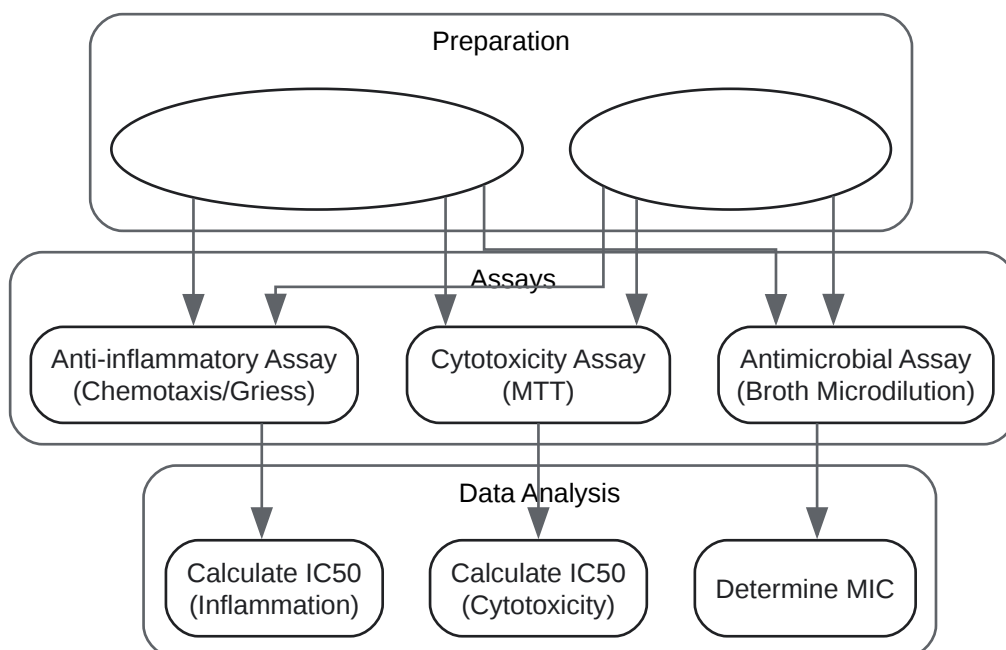 Preparation
Assays
Anti-inflammatory Assay
(Chemotaxis/Griess)
Cytotoxicity Assay
(MTT)
Antimicrobial Assay
(Broth Microdilution)
Data Analysis
Calculate IC50
(Inflammation)
Calculate IC50
(Cytotoxicity)
Determine MIC